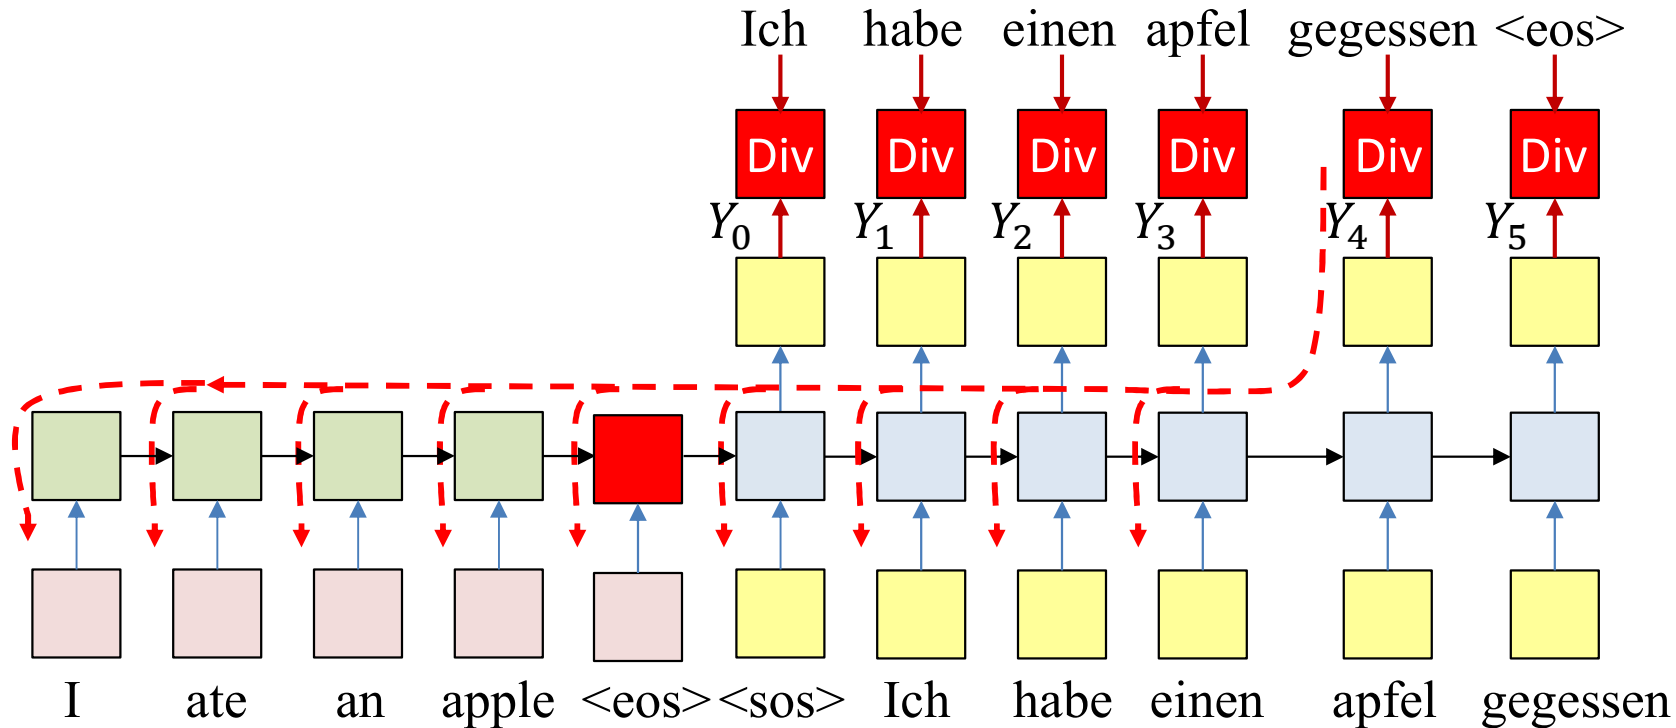 Ich habe einen apfel gegessen <eos>
Div Div Div Div Div Div
Y0 Y1 Y2 Y3 Y4 Y5
I ate an apple <eos> <sos> Ich habe einen apfel gegessen